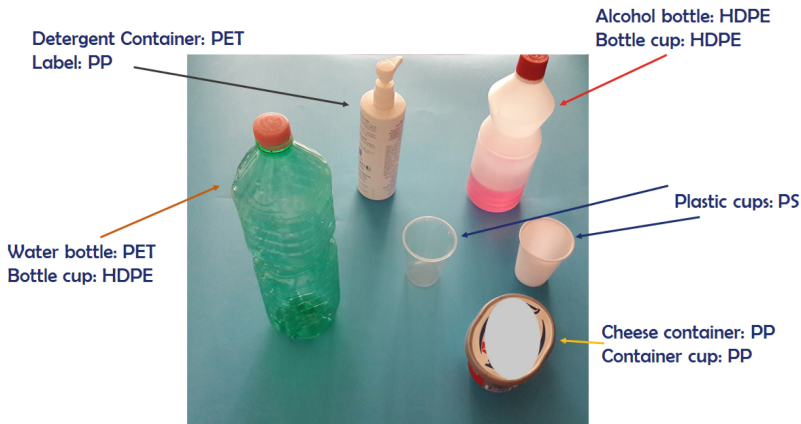 Detergent Container: PET
Label: PP
Alcohol bottle: HDPE
Bottle cup: HDPE
Plastic cups: PS
Water bottle: PET
Bottle cup: HDPE
Cheese container: PP
Container cup: PP